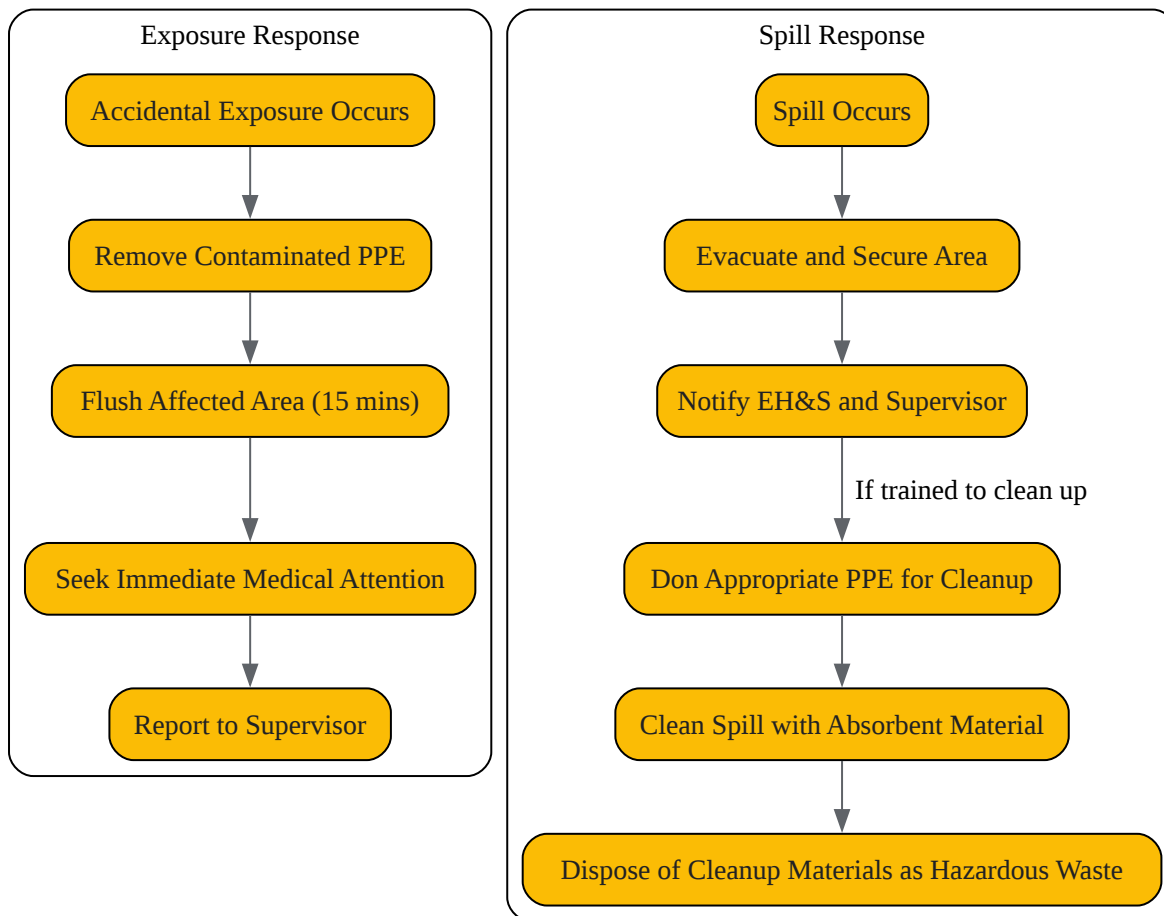 Exposure Response
Accidental Exposure Occurs
Remove Contaminated PPE
Flush Affected Area (15 mins)
Seek Immediate Medical Attention
Report to Supervisor
Spill Response
Spill Occurs
Evacuate and Secure Area
Notify EH&S and Supervisor
If trained to clean up
Don Appropriate PPE for Cleanup
Clean Spill with Absorbent Material
Dispose of Cleanup Materials as Hazardous Waste